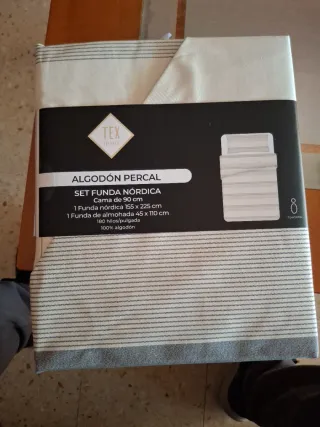 TEX
ALGODÓN PERCAL
SET FUNDA NÓRDICA
Cama de 90 cm
1 Funda nórdica 155 x 225 cm
1 Funda de almohada 45 x 110 cm
180 hilos/pulgada
100% algodón